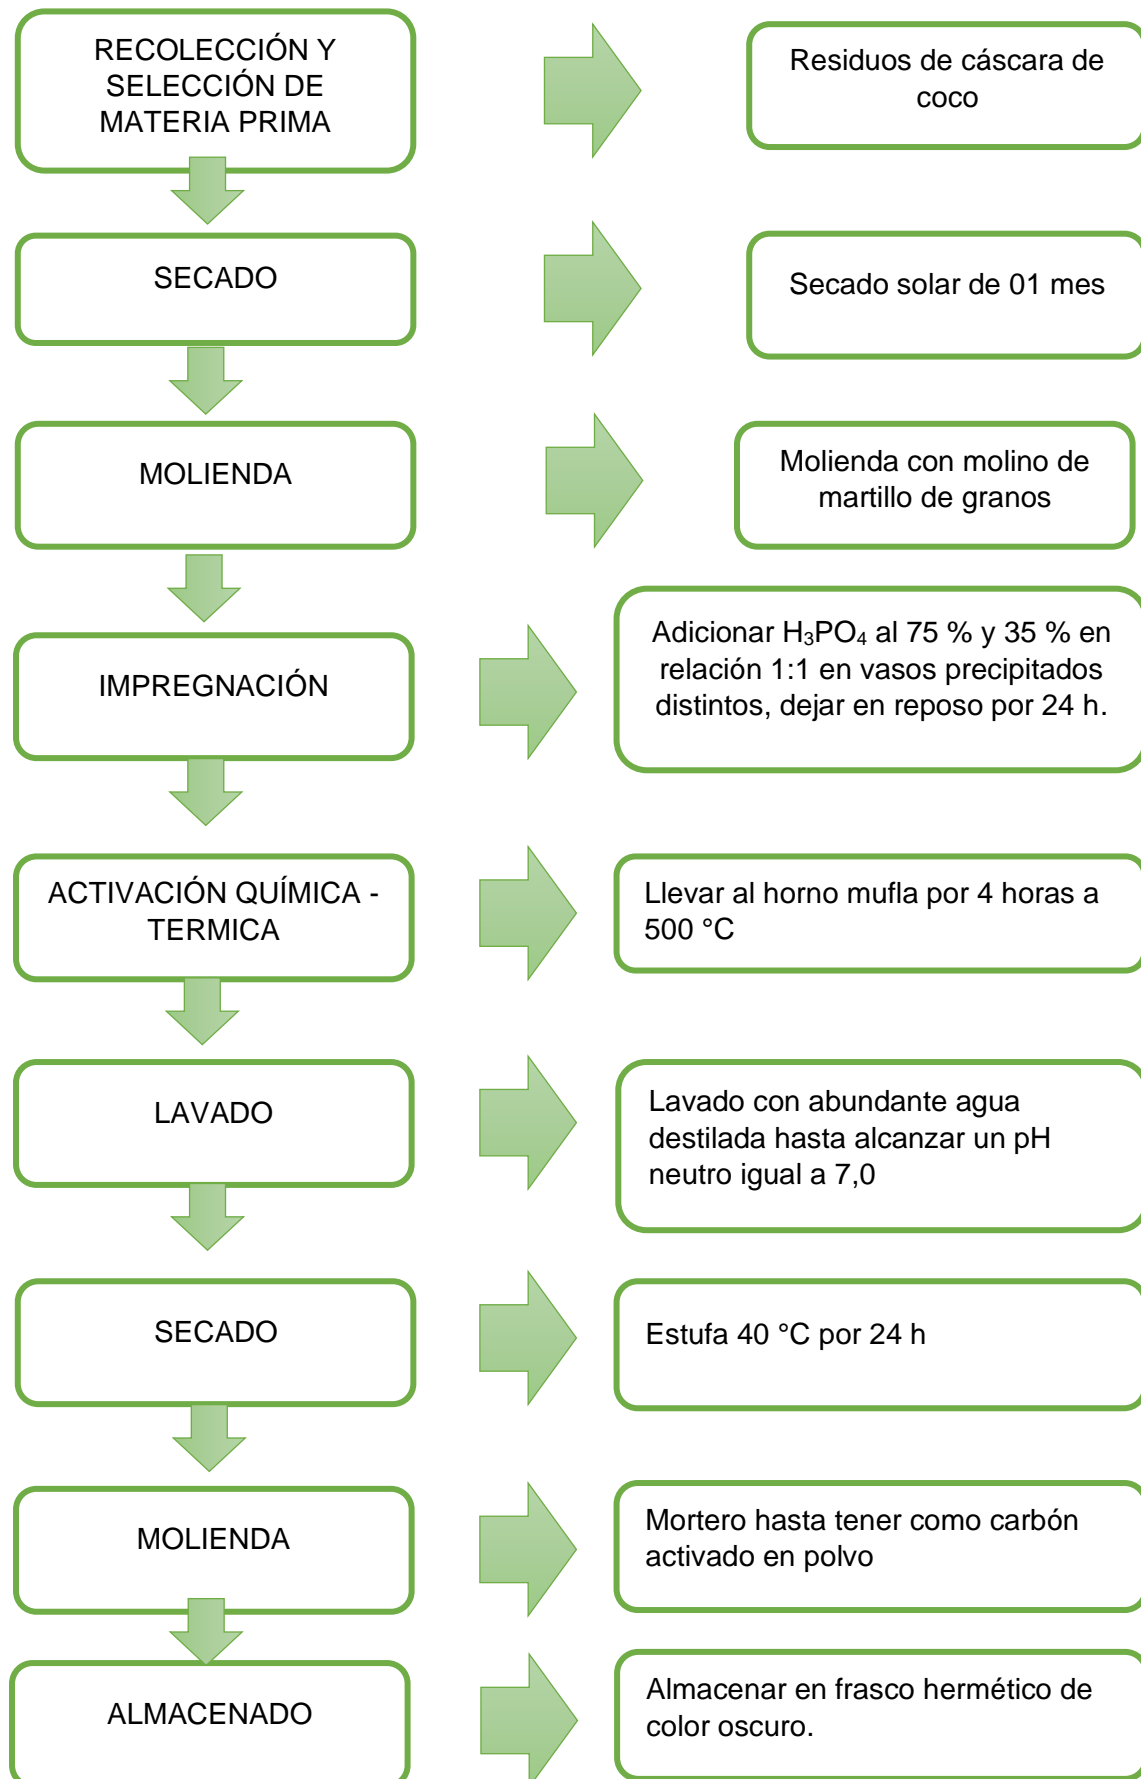 RECOLECCIÓN Y
SELECCIÓN DE
MATERIA PRIMA
Residuos de cáscara de
coco
SECADO
Secado solar de 01 mes
MOLIENDA
Molienda con molino de
martillo de granos
IMPREGNACIÓN
Adicionar H₃PO₄ al 75 % y 35 % en
relación 1:1 en vasos precipitados
distintos, dejar en reposo por 24 h.
ACTIVACIÓN QUÍMICA -
TERMICA
Llevar al horno mufla por 4 horas a
500 °C
LAVADO
Lavado con abundante agua
destilada hasta alcanzar un pH
neutro igual a 7,0
SECADO
Estufa 40 °C por 24 h
MOLIENDA
Mortero hasta tener como carbón
activado en polvo
ALMACENADO
Almacenar en frasco hermético de
color oscuro.